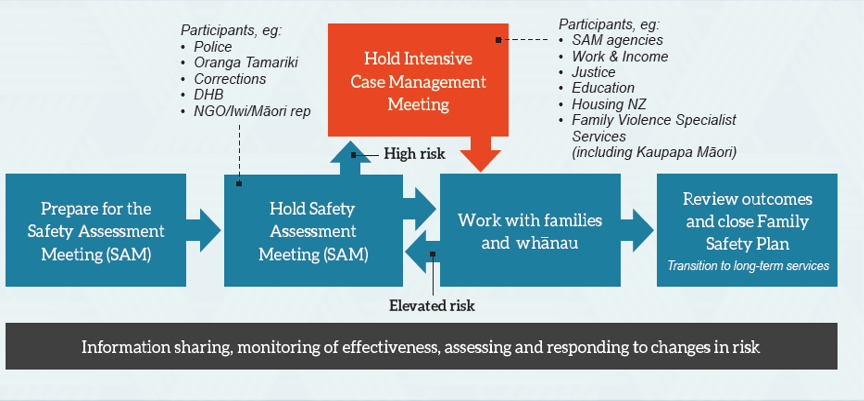 Participants, eg:
• Police
• Oranga Tamariki
• Corrections
• DHB
• NGO/Iwi/Māori rep
Hold Intensive
Case Management
Meeting
Participants, eg:
• SAM agencies
• Work & Income
• Justice
• Education
• Housing NZ
• Family Violence Specialist
Services
(including Kaupapa Māori)
High risk
Prepare for the
Safety Assessment
Meeting (SAM)
Hold Safety
Assessment
Meeting (SAM)
Work with families
and whānau
Review outcomes
and close Family
Safety Plan
Transition to long-term services
Elevated risk
Information sharing, monitoring of effectiveness, assessing and responding to changes in risk